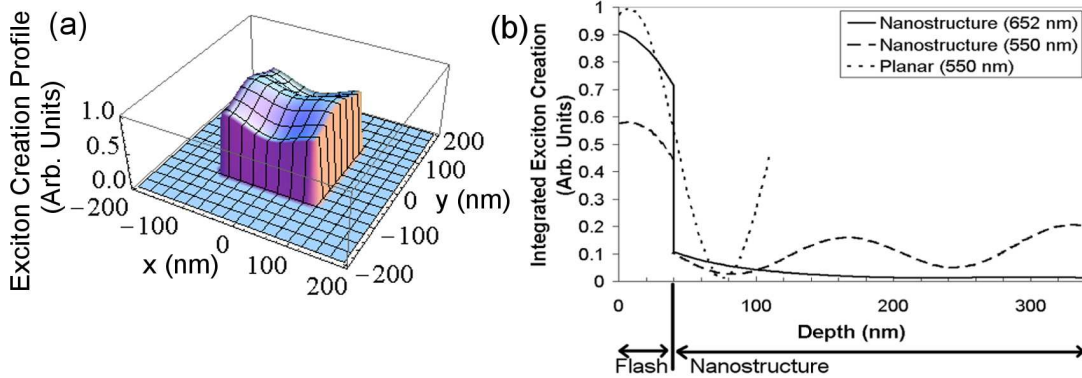 (a)
Exciton Creation Profile
(Arb. Units)
1.0
0.5
0.0
−200
−100
0
100
200
x (nm)
200
100
0
−100
−200
y (nm)
(b)
Integrated Exciton Creation
(Arb. Units)
1
0.9
0.8
0.7
0.6
0.5
0.4
0.3
0.2
0.1
0
Nanostructure (652 nm)
Nanostructure (550 nm)
Planar (550 nm)
0
100
200
300
Depth (nm)
Flash
Nanostructure